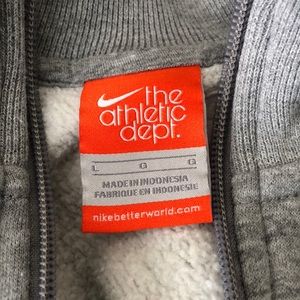 the
athletic
dept.
L G G
MADE IN INDONESIA
FABRIQUE EN INDONESIE
nikebetterworld.com